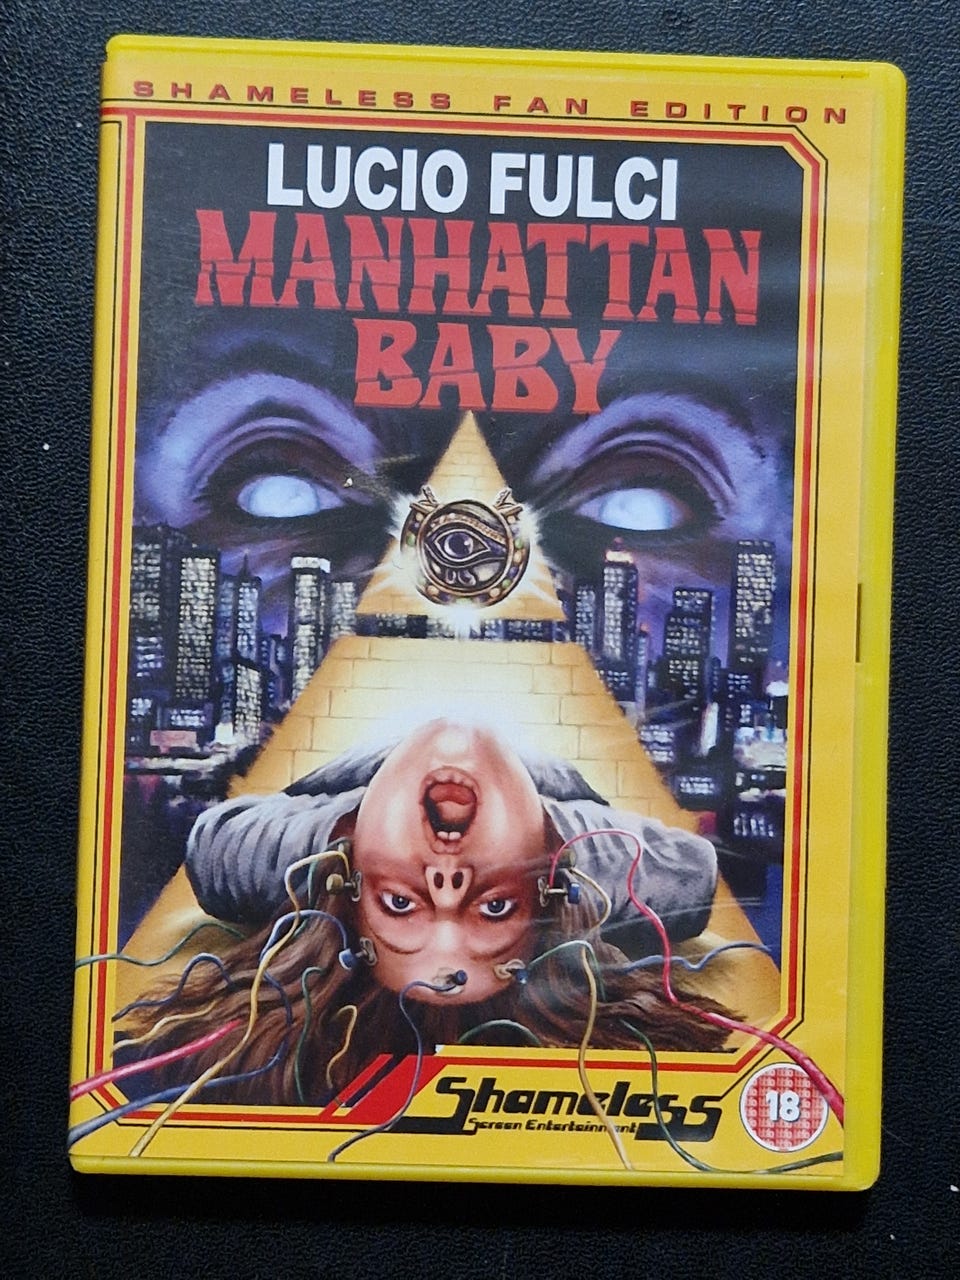 SHAMELESS FAN EDITION
LUCIO FULCI
MANHATTAN
BABY
Shameless
Screen Entertainment
18